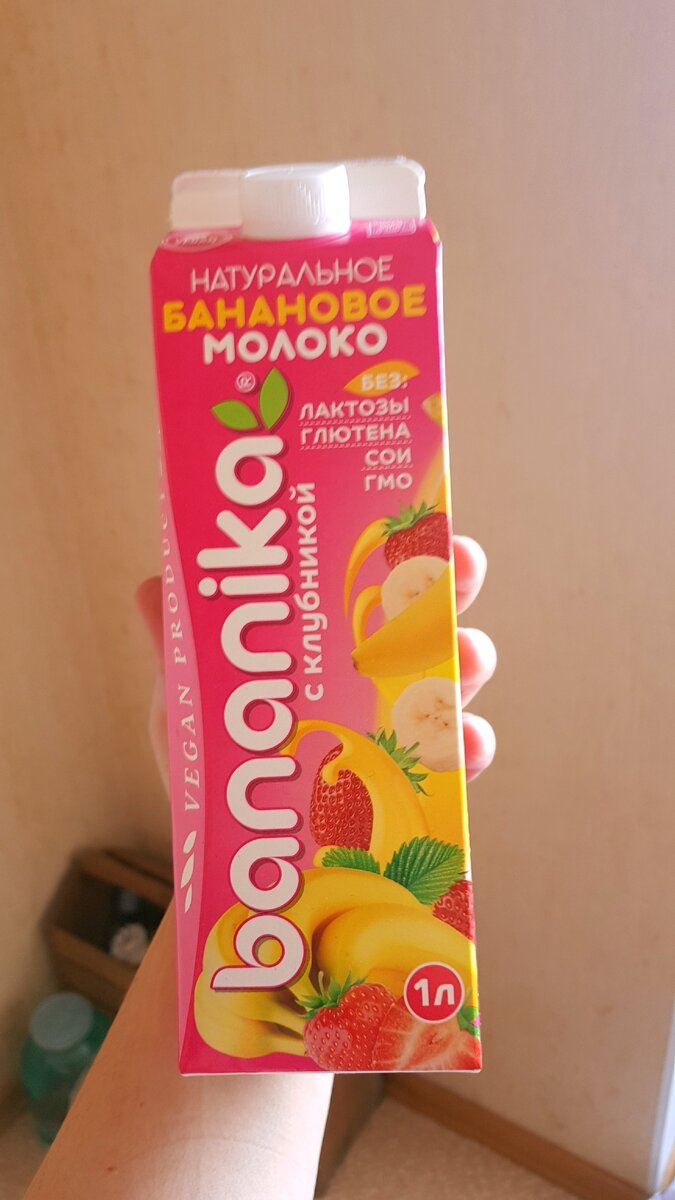 НАТУРАЛЬНОЕ
БАНАНОВОЕ
МОЛОКО
БЕЗ:
ЛАКТОЗЫ
ГЛЮТЕНА
СОИ
ГМО
bananika®
с клубникой
VEGAN PRODUCT
1л